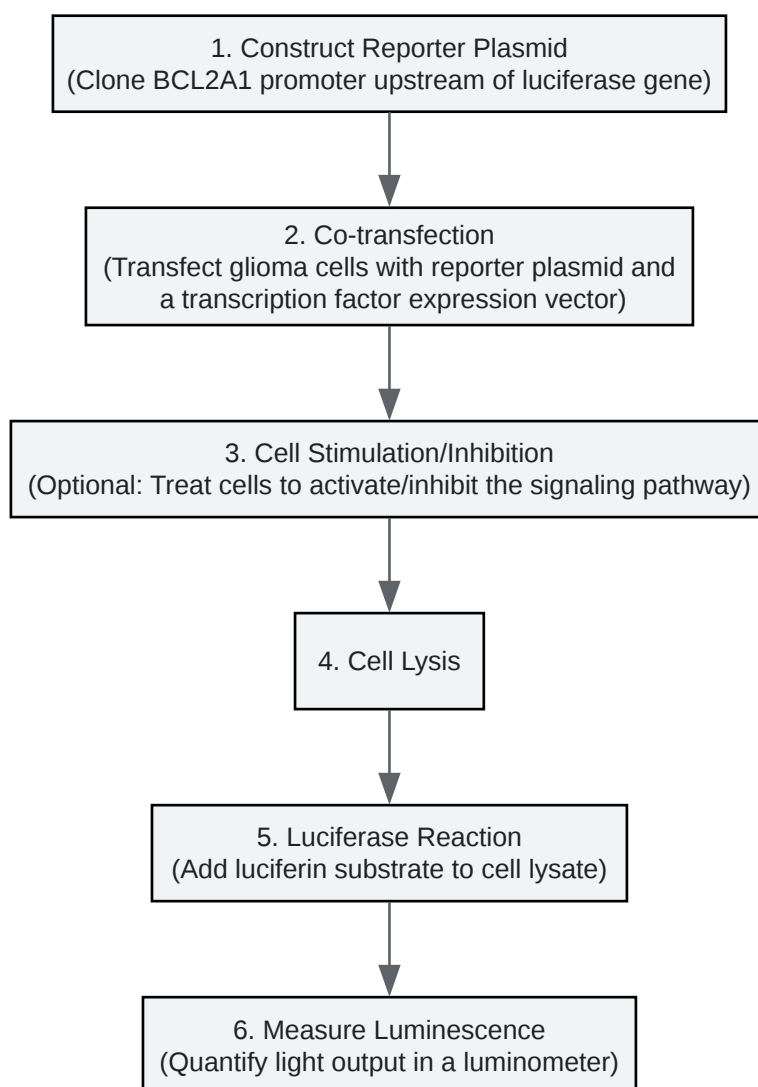 1. Construct Reporter Plasmid
(Clone BCL2A1 promoter upstream of luciferase gene)
2. Co-transfection
(Transfect glioma cells with reporter plasmid and
a transcription factor expression vector)
3. Cell Stimulation/Inhibition
(Optional: Treat cells to activate/inhibit the signaling pathway)
4. Cell Lysis
5. Luciferase Reaction
(Add luciferin substrate to cell lysate)
6. Measure Luminescence
(Quantify light output in a luminometer)